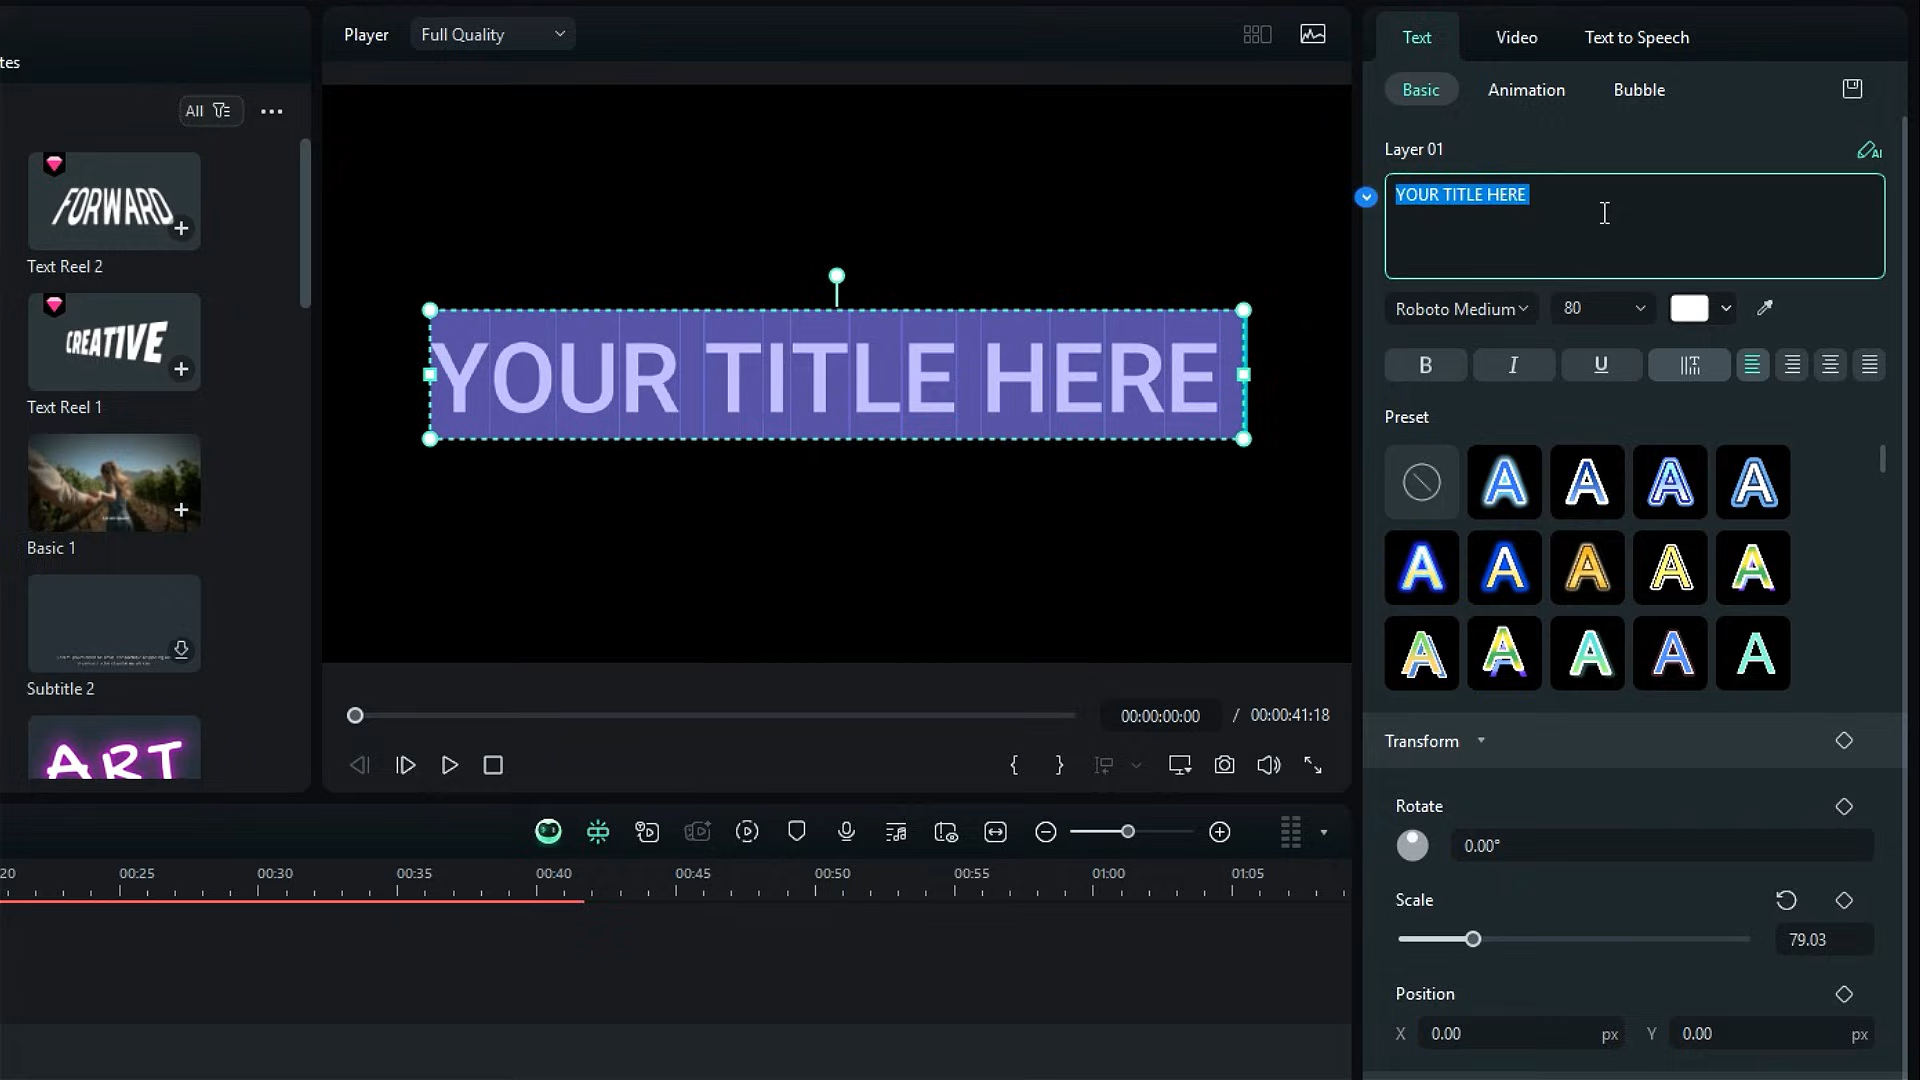 tes
All
FORWARD
Text Reel 2
CREATIVE
Text Reel 1
Basic 1
Subtitle 2
ART
Player
Full Quality
YOUR TITLE HERE
00:00:00:00 / 00:00:41:18
{ }
20 00:25 00:30 00:35 00:40 00:45 00:50 00:55 01:00 01:05
Text Video Text to Speech
Basic Animation Bubble
Layer 01
AI
YOUR TITLE HERE
Roboto Medium 80
B I U
Preset
A A A A
A A A A A
A A A A A
Transform
Rotate
0.00°
Scale
79.03
Position
X 0.00 px Y 0.00 px